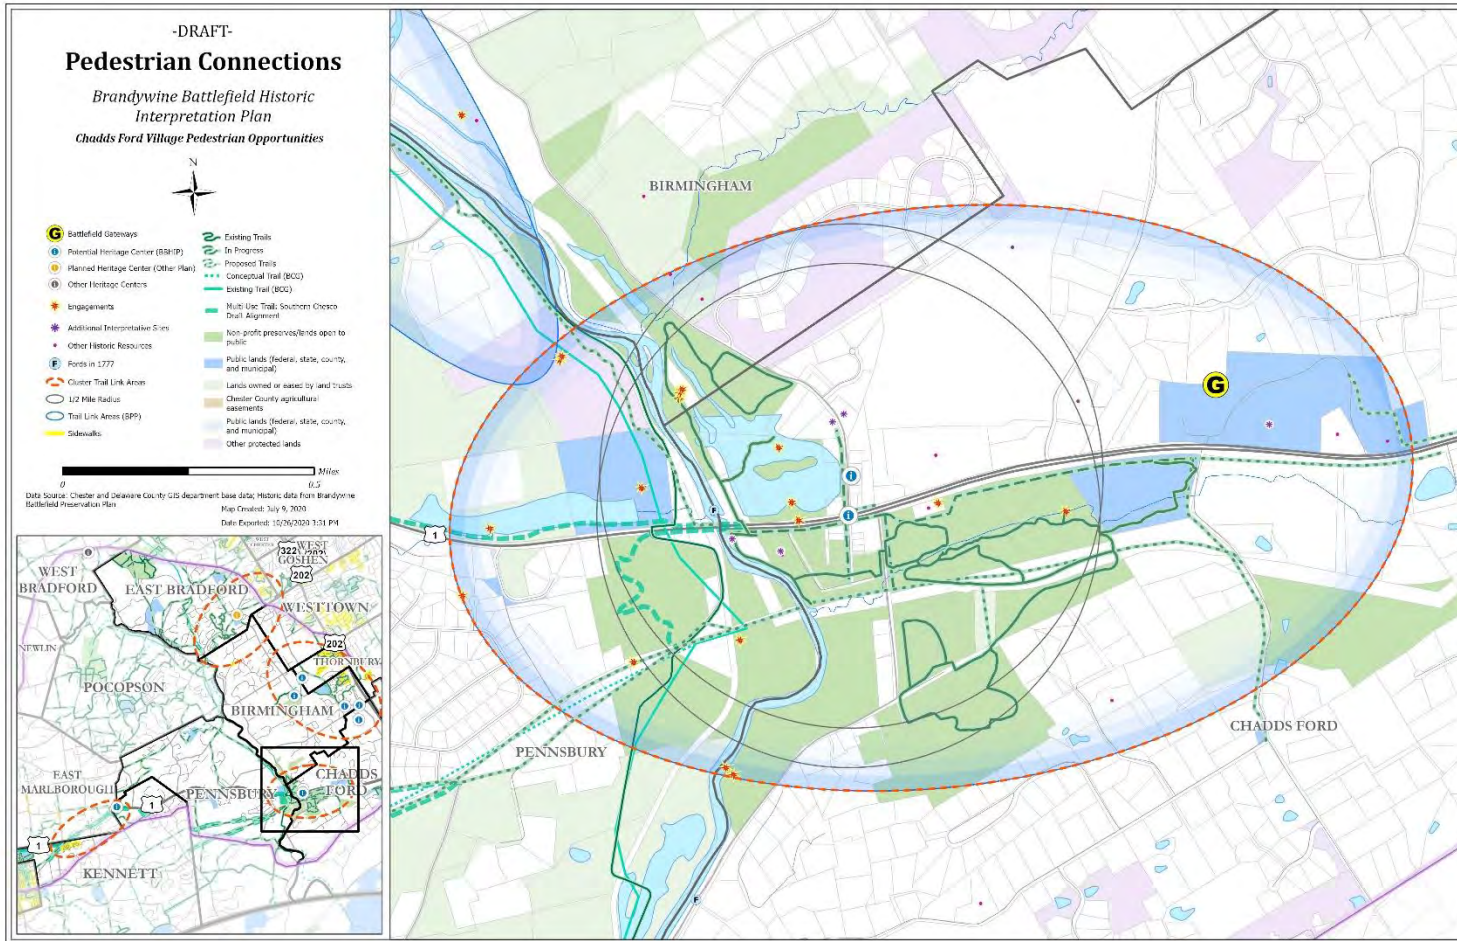 -DRAFT-
Pedestrian Connections
Brandywine Battlefield Historic
Interpretation Plan
Chadds Ford Village Pedestrian Opportunities
N
G
Battlefield Gateways
Potential Heritage Center (BBHIP)
Planned Heritage Center (Other Plan)
Other Heritage Centers
Engagements
Additional Interpretative Sites
Other Historic Resources
F
Fords in 1777
Cluster Trail Link Areas
1/2 Mile Radius
Trail Link Areas (BPP)
Sidewalks
Existing Trails
In Progress
Proposed Trails
Conceptual Trail (BCG)
Existing Trail (BCG)
Multi Use Trail: Southern Chesco
Draft Alignment
Non-profit preserves/lands open to
public
Public lands (federal, state, county,
and municipal)
Lands owned or eased by land trusts
Chester County agricultural
easements
Public lands (federal, state, county,
and municipal)
Other protected lands
Miles
0
0.5
Data Source: Chester and Delaware County GIS department base data; Historic data from Brandywine
Battlefield Preservation Plan
Map Created: July 9, 2020
Date Exported: 10/26/2020 3:31 PM
WEST
BRADFORD
EAST BRADFORD
322
202
WEST
GOSHEN
202
WESTTOWN
202
THORNBURY
NEWLIN
POCOPSON
BIRMINGHAM
EAST
MARLBOROUGH
1
PENNSBURY
CHADDS
FORD
1
KENNETT
BIRMINGHAM
G
F
1
PENNSBURY
CHADDS FORD
F